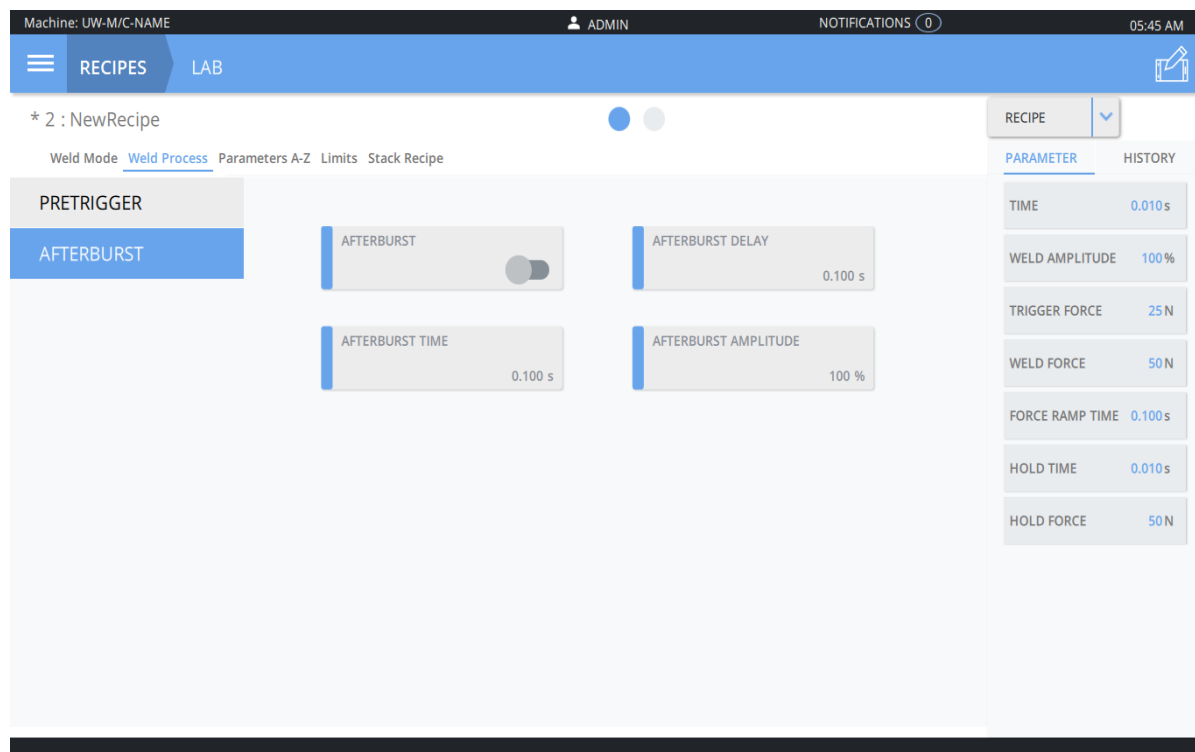 Machine: UW-M/C-NAME ADMIN NOTIFICATIONS 0 05:45 AM
RECIPES LAB
* 2 : NewRecipe
RECIPE
Weld Mode Weld Process Parameters A-Z Limits Stack Recipe
PARAMETER HISTORY
PRETRIGGER
AFTERBURST
AFTERBURST
AFTERBURST DELAY
0.100 s
AFTERBURST TIME
0.100 s
AFTERBURST AMPLITUDE
100 %
TIME 0.010 s
WELD AMPLITUDE 100 %
TRIGGER FORCE 25 N
WELD FORCE 50 N
FORCE RAMP TIME 0.100 s
HOLD TIME 0.010 s
HOLD FORCE 50 N